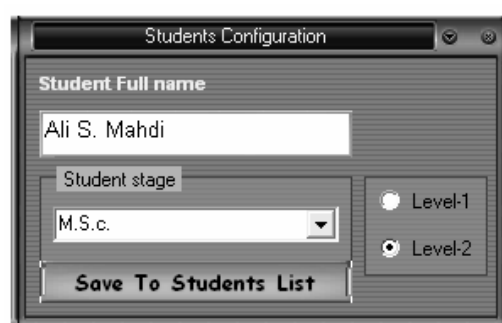 Students Configuration
Student Full name
Ali S. Mahdi
Student stage
M.S.c.
Level-1
Level-2
Save To Students List